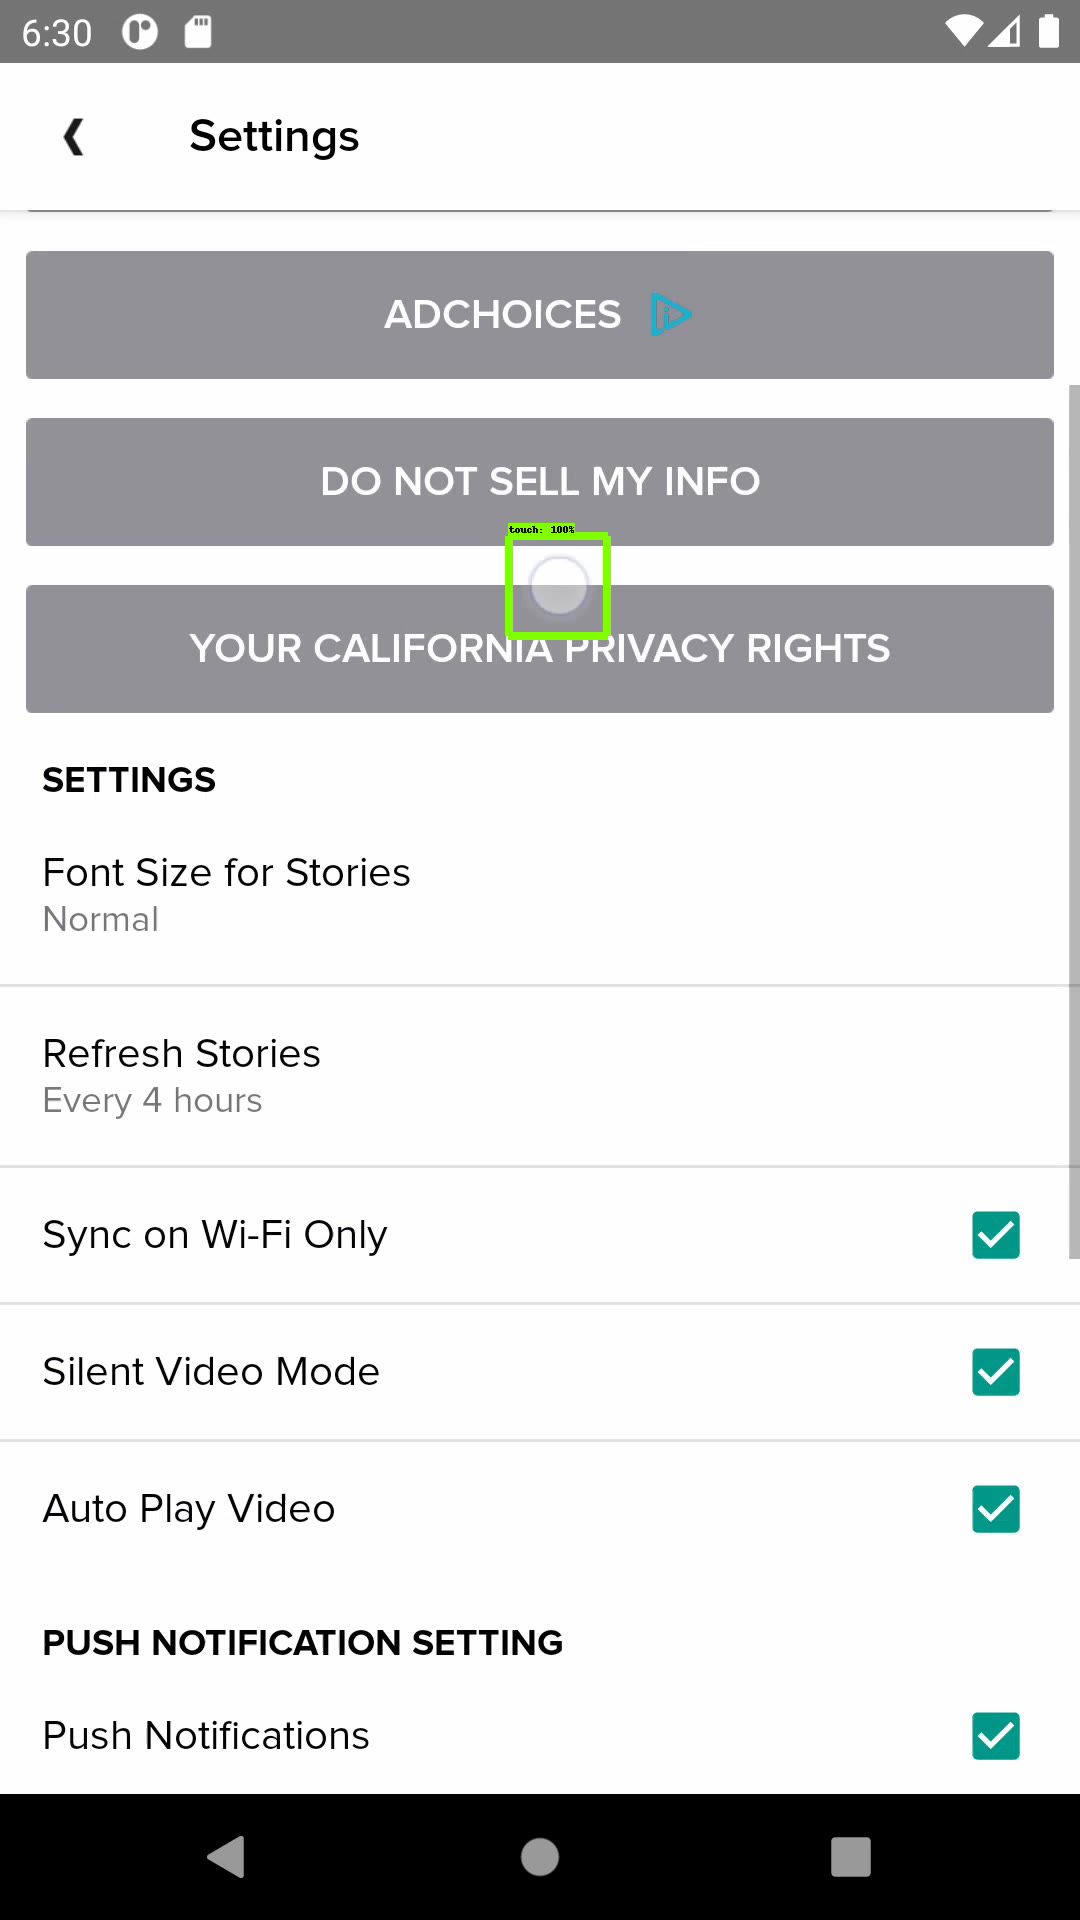 6:30
Settings
ADCHOICES
DO NOT SELL MY INFO
touch: 100%
YOUR CALIFORNIA PRIVACY RIGHTS
SETTINGS
Font Size for Stories
Normal
Refresh Stories
Every 4 hours
Sync on Wi-Fi Only
Silent Video Mode
Auto Play Video
PUSH NOTIFICATION SETTING
Push Notifications